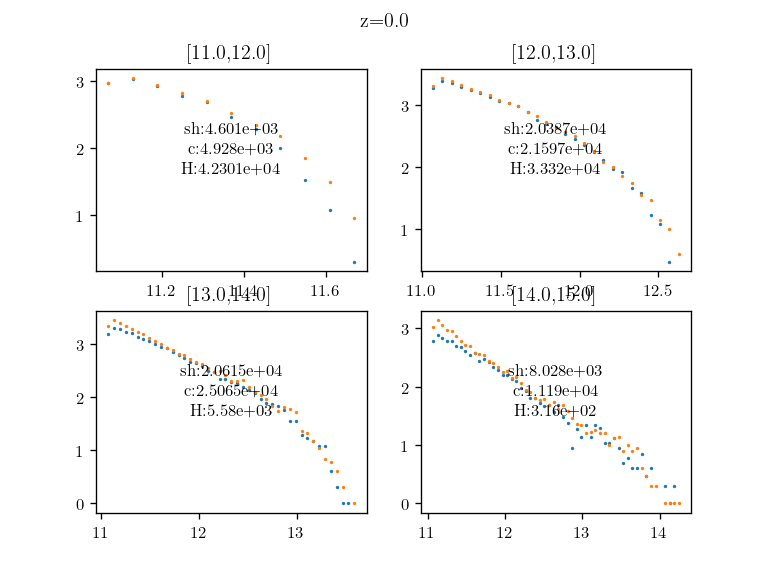 z=0.0
[11.0,12.0]
[12.0,13.0]
3
2
1
sh:4.601e+03
c:4.928e+03
H:4.2301e+04
11.2 11.4 11.6
3
2
1
sh:2.0387e+04
c:2.1597e+04
H:3.332e+04
11.0 11.5 12.0 12.5
[13.0,14.0]
[14.0,15.0]
3
2
1
0
sh:2.0615e+04
c:2.5065e+04
H:5.58e+03
11 12 13
3
2
1
0
sh:8.028e+03
c:1.119e+04
H:3.16e+02
11 12 13 14